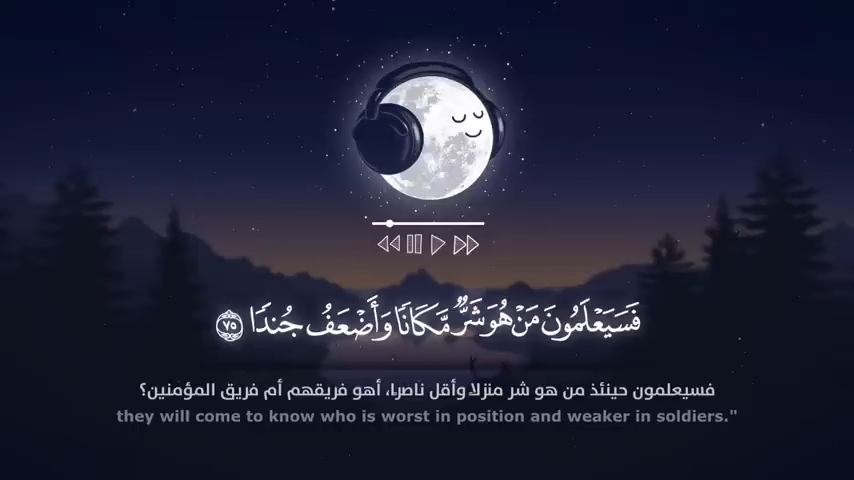 فَسَيَعْلَمُونَ مَنْ هُوَ شَرٌّ مَّكَانًا وَأَضْعَفُ جُندًا ٧٥
فسيعلمون حينئذ من هو شر منزلا وأقل ناصرا، أهو فريقهم أم فريق المؤمنين؟
they will come to know who is worst in position and weaker in soldiers."